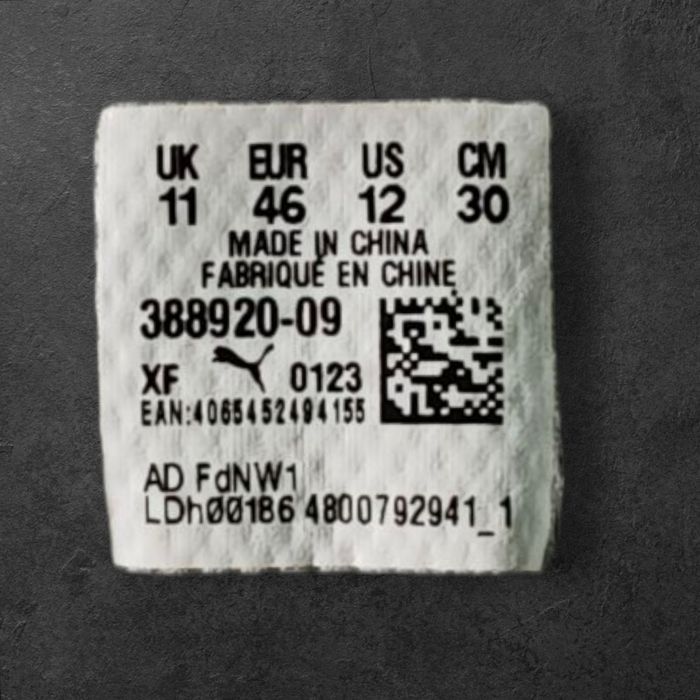 UK EUR US CM
11 46 12 30
MADE IN CHINA
FABRIQUÉ EN CHINE
388920-09
XF 0123
EAN:4065452494155
AD FdNW1
LDhØØ186 4800792941_1